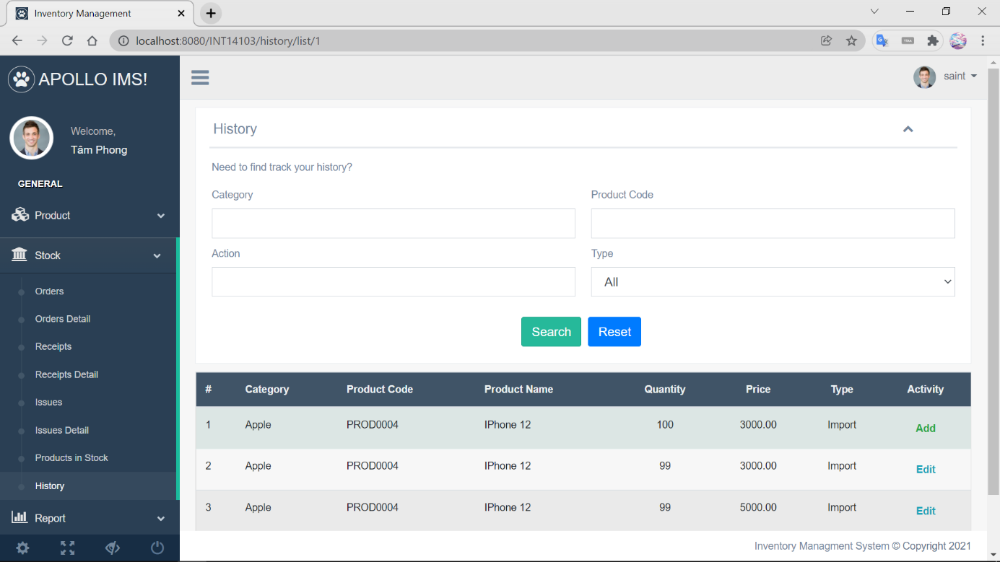 Inventory Management
localhost:8080/INT14103/history/list/1
APOLLO IMS!
saint
Welcome,
Tâm Phong
GENERAL
Product
Stock
Orders
Orders Detail
Receipts
Receipts Detail
Issues
Issues Detail
Products in Stock
History
Report
History
Need to find track your history?
Category
Product Code
Action
Type
All
Search Reset
# Category Product Code Product Name Quantity Price Type Activity
1 Apple PROD0004 IPhone 12 100 3000.00 Import Add
2 Apple PROD0004 IPhone 12 99 3000.00 Import Edit
3 Apple PROD0004 IPhone 12 99 5000.00 Import Edit
Inventory Managment System © Copyright 2021